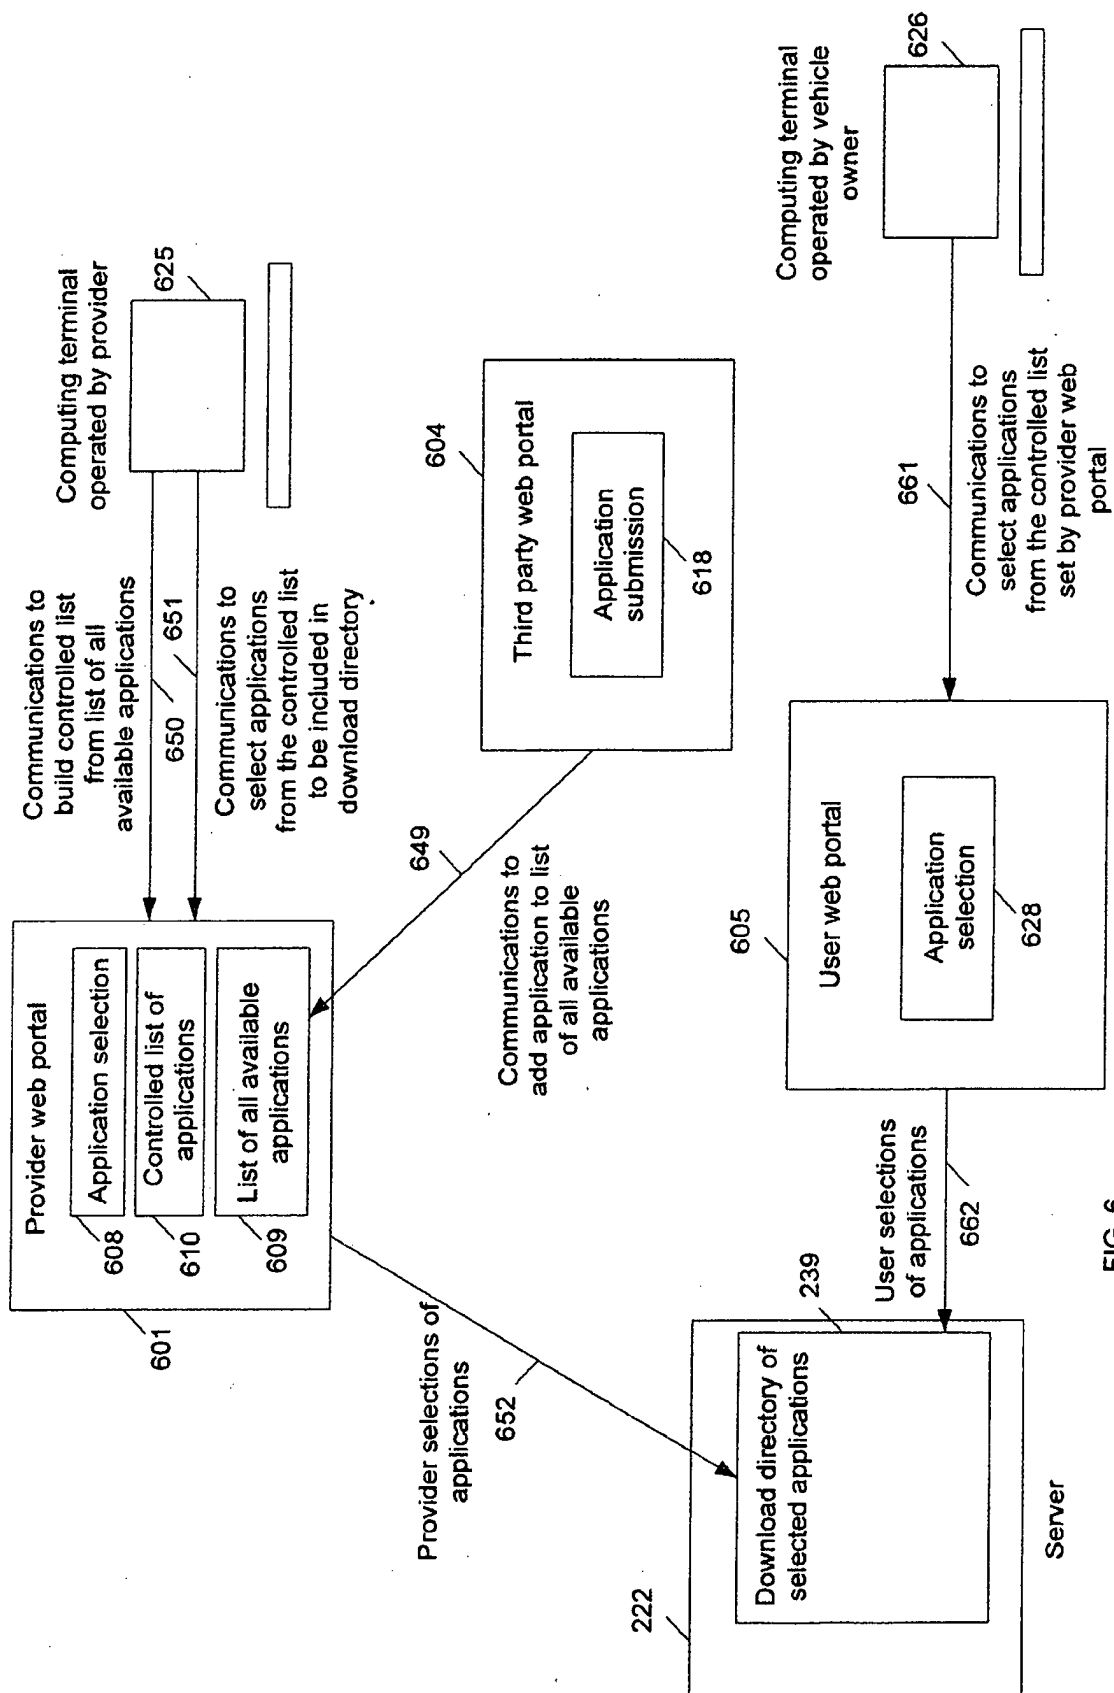 Computing terminal
operated by provider
625
Communications to
build controlled list
from list of all
available applications
650
651
Communications to
select applications
from the controlled list
to be included in
download directory
Provider web portal
Application selection
608
Controlled list of
applications
610
List of all available
applications
609
601
604
Third party web portal
Application
submission
618
649
Communications to
add application to list
of all available
applications
Provider selections of
applications
652
Computing terminal
operated by vehicle
owner
626
661
Communications to
select applications
from the controlled list
set by provider web
portal
605
User web portal
Application
selection
628
User selections
of applications
662
239
Download directory of
selected applications
222
Server
FIG. 6